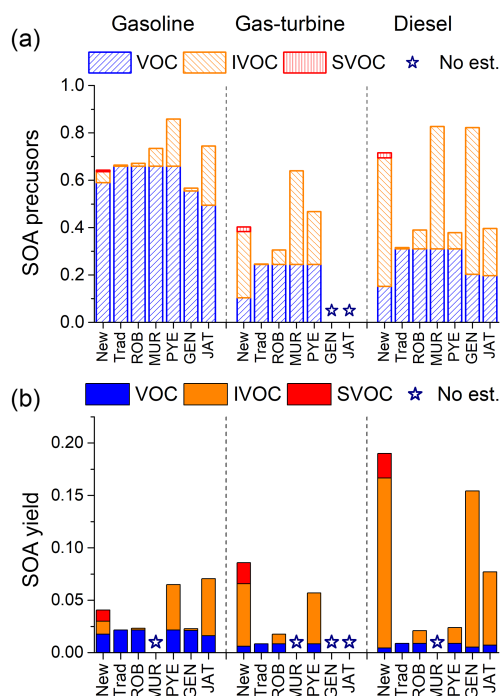 Gasoline Gas-turbine Diesel
(a)
VOC IVOC SVOC No est.
SOA precusors
1.0
0.8
0.6
0.4
0.2
0.0
New Trad ROB MUR PYE GEN JAT New Trad ROB MUR PYE GEN JAT New Trad ROB MUR PYE GEN JAT
(b)
VOC IVOC SVOC No est.
SOA yield
0.20
0.15
0.10
0.05
0.00
New Trad ROB MUR PYE GEN JAT New Trad ROB MUR PYE GEN JAT New Trad ROB MUR PYE GEN JAT